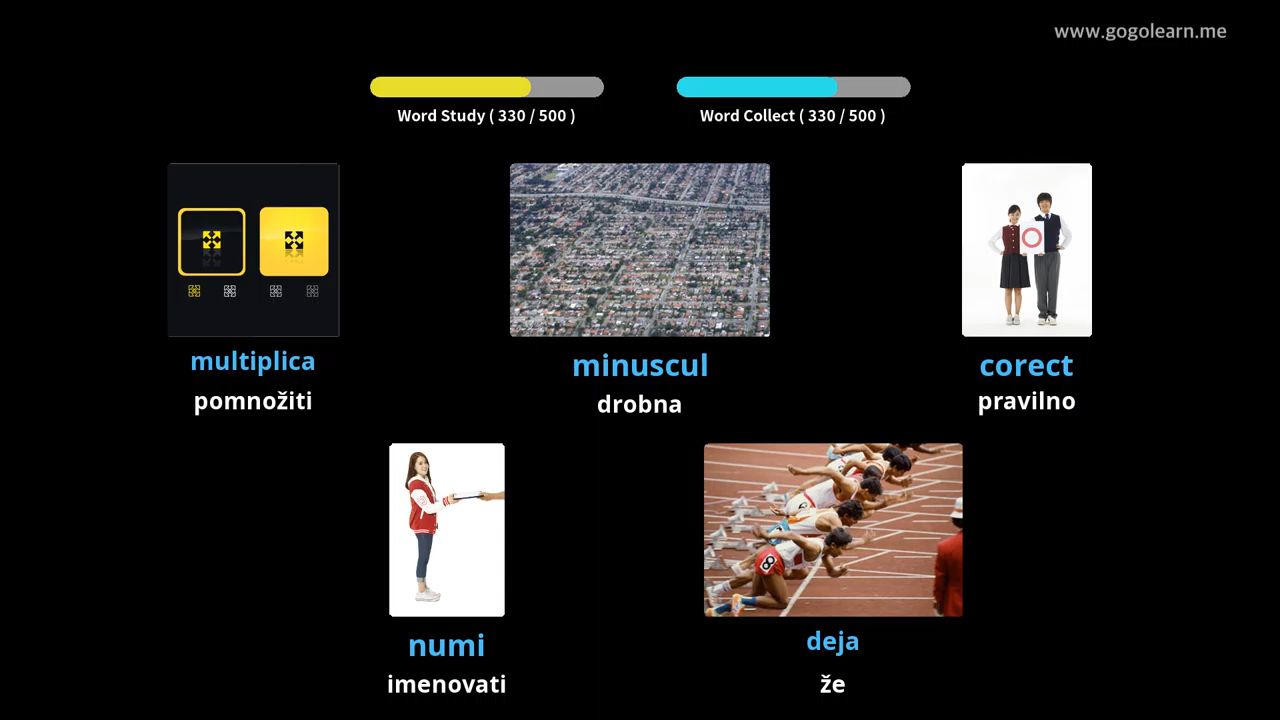 www.gogolearn.me
Word Study ( 330 / 500 )
Word Collect ( 330 / 500 )
multiplica
pomnožiti
minuscul
drobna
corect
pravilno
numi
imenovati
deja
že